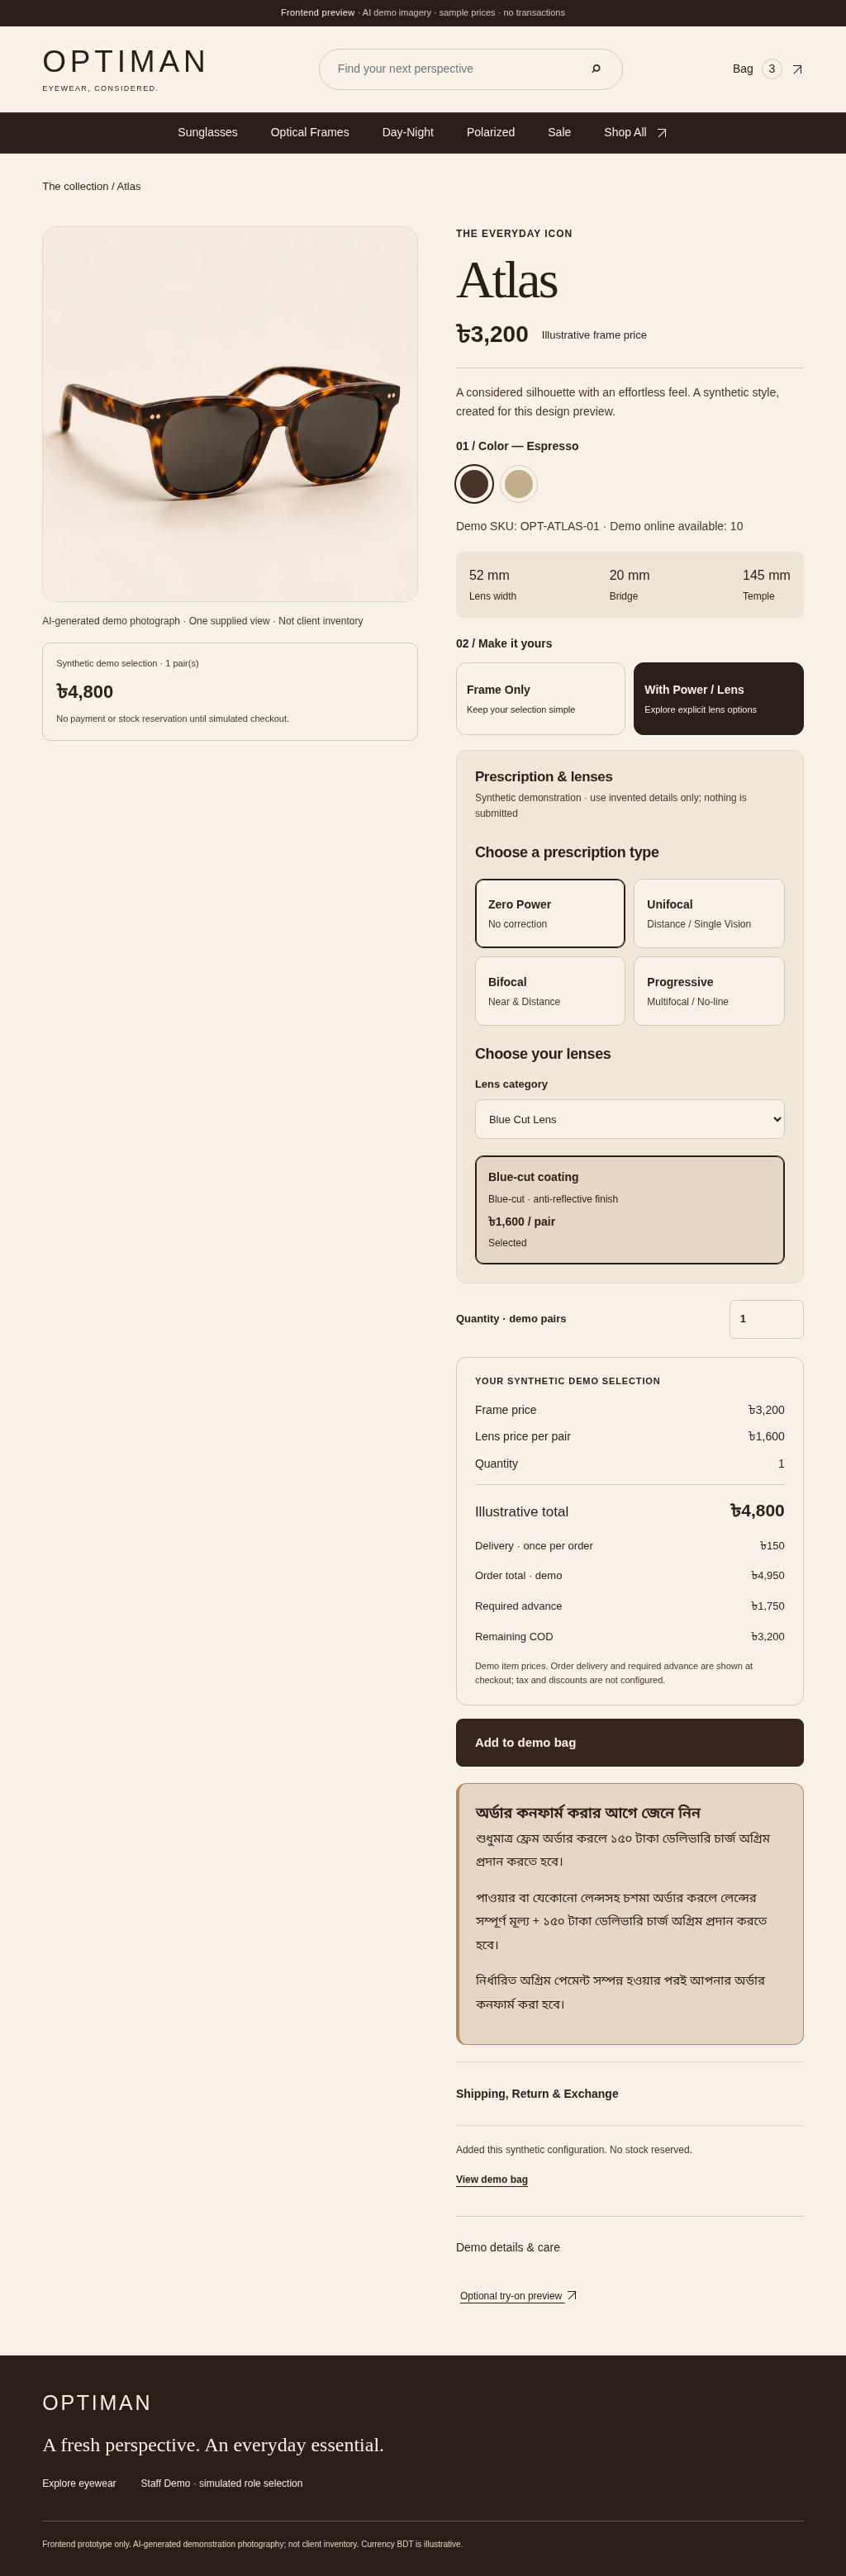 Frontend preview · AI demo imagery · sample prices · no transactions
OPTIMAN
EYEWEAR, CONSIDERED.
Find your next perspective
Bag 3
Sunglasses Optical Frames Day-Night Polarized Sale Shop All
The collection / Atlas
THE EVERYDAY ICON
Atlas
৳3,200 Illustrative frame price
A considered silhouette with an effortless feel. A synthetic style,
created for this design preview.
01 / Color — Espresso
Demo SKU: OPT-ATLAS-01 · Demo online available: 10
52 mm 20 mm 145 mm
Lens width Bridge Temple
AI-generated demo photograph · One supplied view · Not client inventory
Synthetic demo selection · 1 pair(s)
৳4,800
No payment or stock reservation until simulated checkout.
02 / Make it yours
Frame Only
Keep your selection simple
With Power / Lens
Explore explicit lens options
Prescription & lenses
Synthetic demonstration · use invented details only; nothing is
submitted
Choose a prescription type
Zero Power
No correction
Unifocal
Distance / Single Vision
Bifocal
Near & Distance
Progressive
Multifocal / No-line
Choose your lenses
Lens category
Blue Cut Lens
Blue-cut coating
Blue-cut · anti-reflective finish
৳1,600 / pair
Selected
Quantity · demo pairs 1
YOUR SYNTHETIC DEMO SELECTION
Frame price ৳3,200
Lens price per pair ৳1,600
Quantity 1
Illustrative total ৳4,800
Delivery · once per order ৳150
Order total · demo ৳4,950
Required advance ৳1,750
Remaining COD ৳3,200
Demo item prices. Order delivery and required advance are shown at
checkout; tax and discounts are not configured.
Add to demo bag
অর্ডার কনফার্ম করার আগে জেনে নিন
শুধুমাত্র ফ্রেম অর্ডার করলে ১৫০ টাকা ডেলিভারি চার্জ অগ্রিম
প্রদান করতে হবে।
পাওয়ার বা যেকোনো লেন্সসহ চশমা অর্ডার করলে লেন্সের
সম্পূর্ণ মূল্য + ১৫০ টাকা ডেলিভারি চার্জ অগ্রিম প্রদান করতে
হবে।
নির্ধারিত অগ্রিম পেমেন্ট সম্পন্ন হওয়ার পরই আপনার অর্ডার
কনফার্ম করা হবে।
Shipping, Return & Exchange
Added this synthetic configuration. No stock reserved.
View demo bag
Demo details & care
Optional try-on preview
OPTIMAN
A fresh perspective. An everyday essential.
Explore eyewear Staff Demo · simulated role selection
Frontend prototype only. AI-generated demonstration photography; not client inventory. Currency BDT is illustrative.